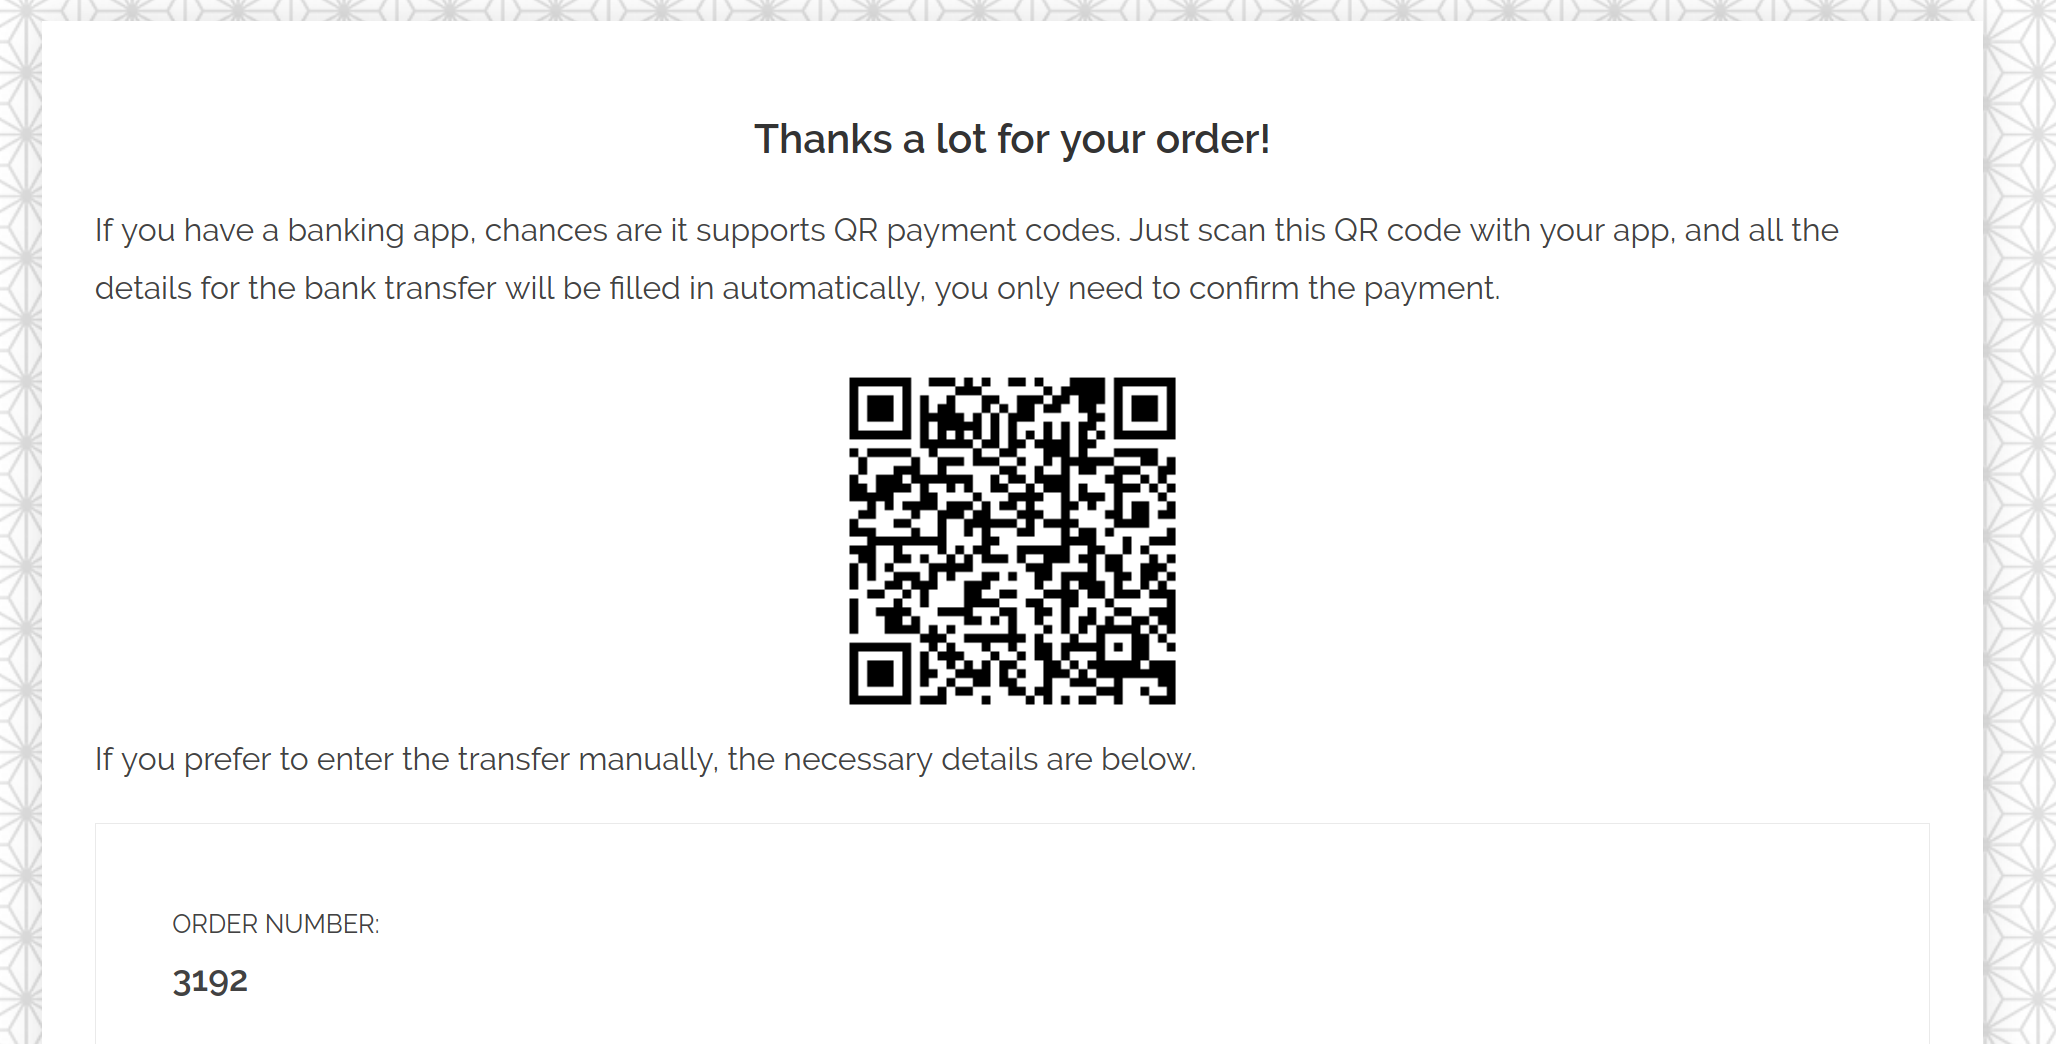 Thanks a lot for your order!
If you have a banking app, chances are it supports QR payment codes. Just scan this QR code with your app, and all the
details for the bank transfer will be filled in automatically, you only need to confirm the payment.
If you prefer to enter the transfer manually, the necessary details are below.
ORDER NUMBER:
3192